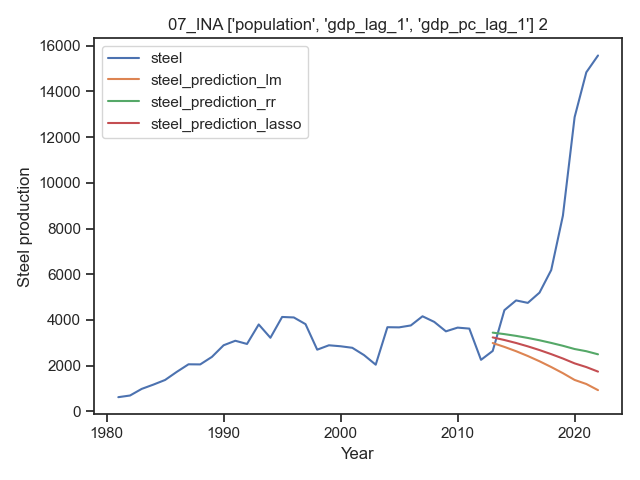 07_INA ['population', 'gdp_lag_1', 'gdp_pc_lag_1'] 2
16000
14000
12000
10000
8000
6000
4000
2000
0
Steel production
steel
steel_prediction_lm
steel_prediction_rr
steel_prediction_lasso
1980
1990
2000
2010
2020
Year